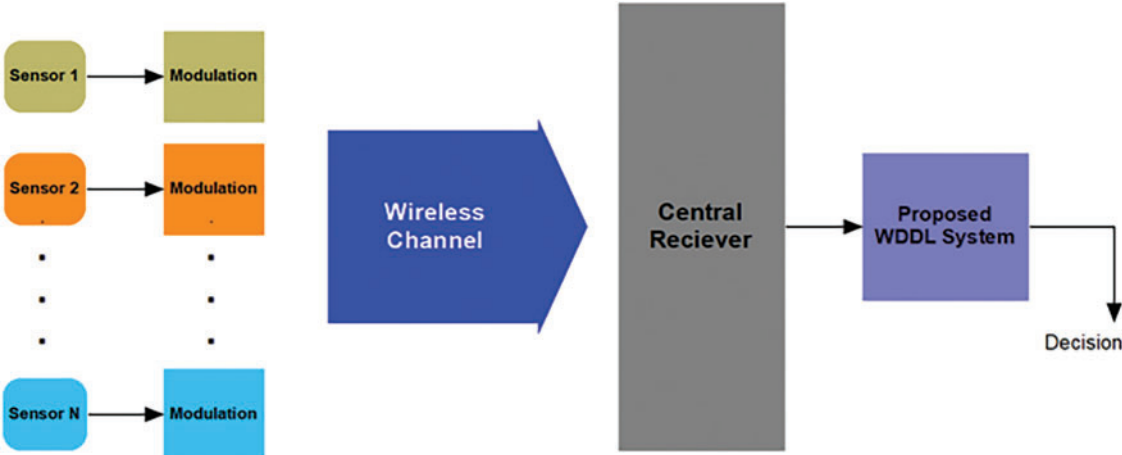 Sensor 1
Modulation
Sensor 2
Modulation
Sensor N
Modulation
Wireless
Channel
Central
Reciever
Proposed
WDDL System
Decision